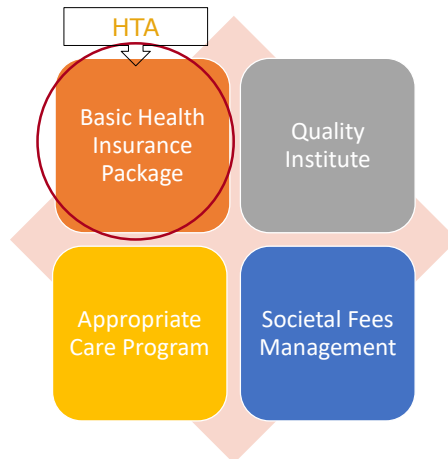 HTA
Basic Health
Insurance
Package
Quality
Institute
Appropriate
Care Program
Societal Fees
Management